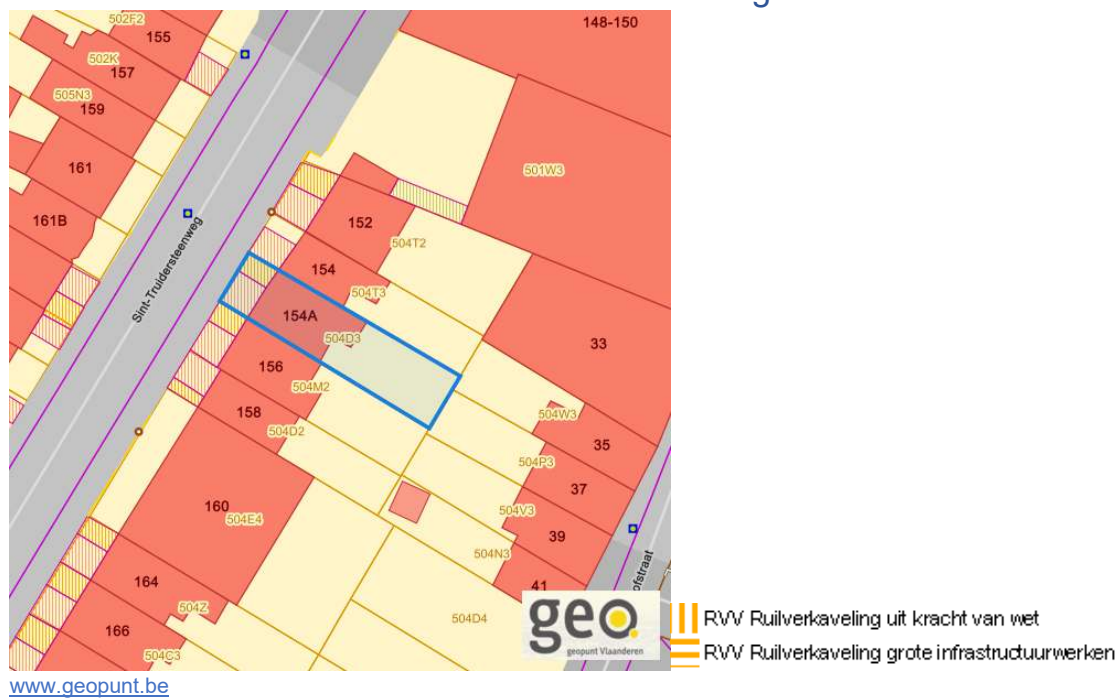 502F2
155
148-150
502K
157
505N3
159
161
501W3
161B
152
504T2
Sint-Truidersteenweg
154
504T3
154A
504D3
33
156
504M2
158
504W3
504D2
35
504P3
37
160
504V3
504E4
39
504N3
164
41
ofstraat
504Z
504D4
166
504C3
geo.
geopunt Vlaanderen
RVV Ruilverkaveling uit kracht van wet
RVV Ruilverkaveling grote infrastructuurwerken
www.geopunt.be